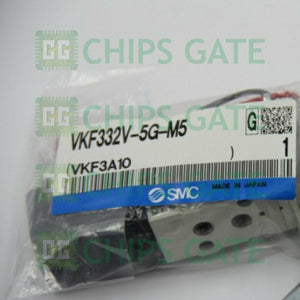 CHIPS GATE
VKF332V-5G-M5
G
(VKF3A10 )
1
MADE IN JAPAN
SMC
CHIPS GATE
CHIPS GATE